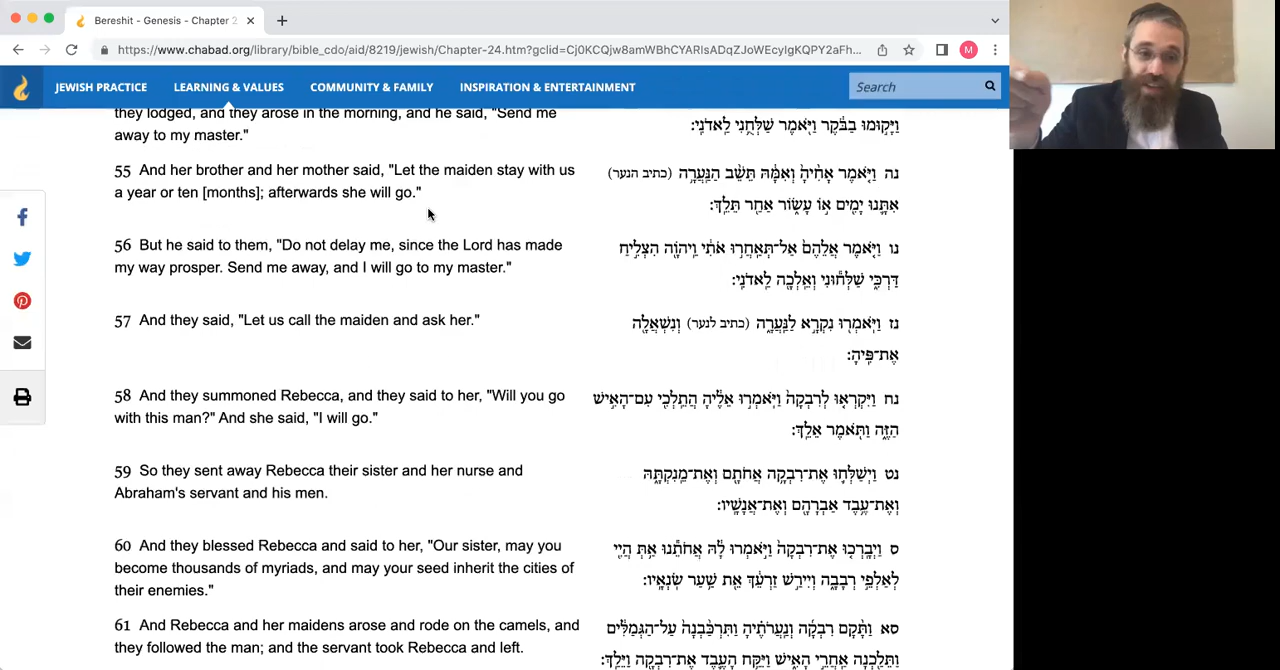 Bereshit - Genesis - Chapter 2
https://www.chabad.org/library/bible_cdo/aid/8219/jewish/Chapter-24.htm?gclid=Cj0KCQjw8amWBhCYARIsADqZJoWEcyIgKQPY2aFh...
M
JEWISH PRACTICE
LEARNING & VALUES
COMMUNITY & FAMILY
INSPIRATION & ENTERTAINMENT
Search
they lodged, and they arose in the morning, and he said, "Send me
away to my master."
וַיָּק֣וּמוּ בַבֹּ֔קֶר וַיֹּ֖אמֶר שַׁלְּחֻ֥נִי לַֽאדֹנִֽי:
55 And her brother and her mother said, "Let the maiden stay with us
a year or ten [months]; afterwards she will go."
נה וַיֹּ֤אמֶר אָחִ֨יהָ֙ וְאִמָּ֔הּ תֵּשֵׁ֨ב הַנַּֽעֲרָ֥ה (כתיב הנער)
אִתָּ֛נוּ יָמִ֖ים א֣וֹ עָשׂ֑וֹר אַחַ֖ר תֵּלֵֽךְ:
56 But he said to them, "Do not delay me, since the Lord has made
my way prosper. Send me away, and I will go to my master."
נו וַיֹּ֤אמֶר אֲלֵהֶם֙ אַל־תְּאַֽחֲר֣וּ אֹתִ֔י וַֽיהֹוָ֖ה הִצְלִ֣יחַ
דַּרְכִּ֑י שַׁלְּח֕וּנִי וְאֵֽלְכָ֖ה לַֽאדֹנִֽי:
57 And they said, "Let us call the maiden and ask her."
נז וַיֹּֽאמְר֖וּ נִקְרָ֣א לַנַּֽעֲרָ֑ה (כתיב לנער) וְנִשְׁאֲלָ֖ה
אֶת־פִּֽיהָ:
58 And they summoned Rebecca, and they said to her, "Will you go
with this man?" And she said, "I will go."
נח וַיִּקְרְא֤וּ לְרִבְקָה֙ וַיֹּֽאמְר֣וּ אֵלֶ֔יהָ הֲתֵֽלְכִ֖י עִם־הָאִ֣ישׁ
הַזֶּ֑ה וַתֹּ֖אמֶר אֵלֵֽךְ:
59 So they sent away Rebecca their sister and her nurse and
Abraham's servant and his men.
נט וַיְשַׁלְּח֛וּ אֶת־רִבְקָ֥ה אֲחֹתָ֖ם וְאֶת־מֵֽנִקְתָּ֑הּ
וְאֶת־עֶ֥בֶד אַבְרָהָ֖ם וְאֶת־אֲנָשָֽׁיו:
60 And they blessed Rebecca and said to her, "Our sister, may you
become thousands of myriads, and may your seed inherit the cities of
their enemies."
ס וַיְבָֽרְכ֤וּ אֶת־רִבְקָה֙ וַיֹּ֣אמְרוּ לָ֔הּ אֲחֹתֵ֕נוּ אַ֥תְּ הֲיִ֖י
לְאַלְפֵ֣י רְבָבָ֑ה וְיִירַ֣שׁ זַרְעֵ֔ךְ אֵ֖ת שַׁ֥עַר שֽׂנְאָֽיו:
61 And Rebecca and her maidens arose and rode on the camels, and
they followed the man; and the servant took Rebecca and left.
סא וַתָּ֨קָם רִבְקָ֜ה וְנַֽעֲרֹתֶ֗יהָ וַתִּרְכַּ֨בְנָה֙ עַל־הַגְּמַלִּ֔ים
וַתֵּלַ֖כְנָה אַֽחֲרֵ֣י הָאִ֑ישׁ וַיִּקַּ֥ח הָעֶ֛בֶד אֶת־רִבְקָ֖ה וַיֵּלַֽךְ: